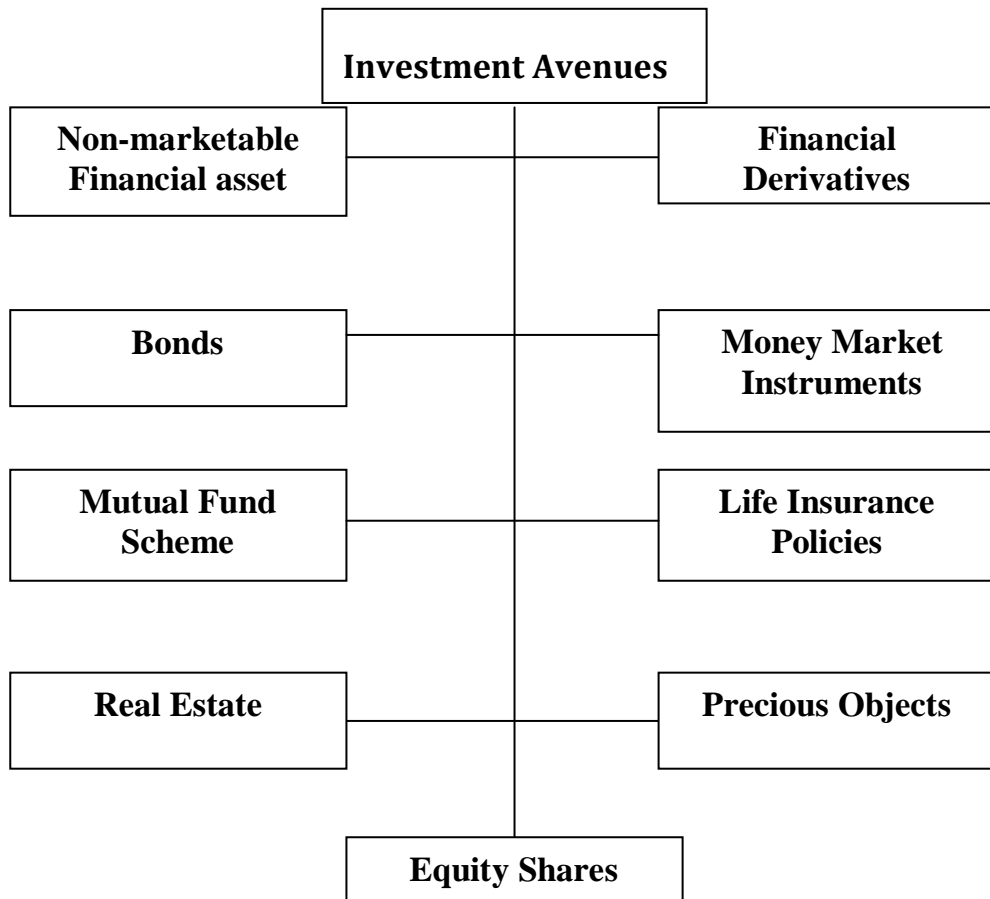 Investment Avenues
Non-marketable
Financial asset
Financial
Derivatives
Bonds
Money Market
Instruments
Mutual Fund
Scheme
Life Insurance
Policies
Real Estate
Precious Objects
Equity Shares